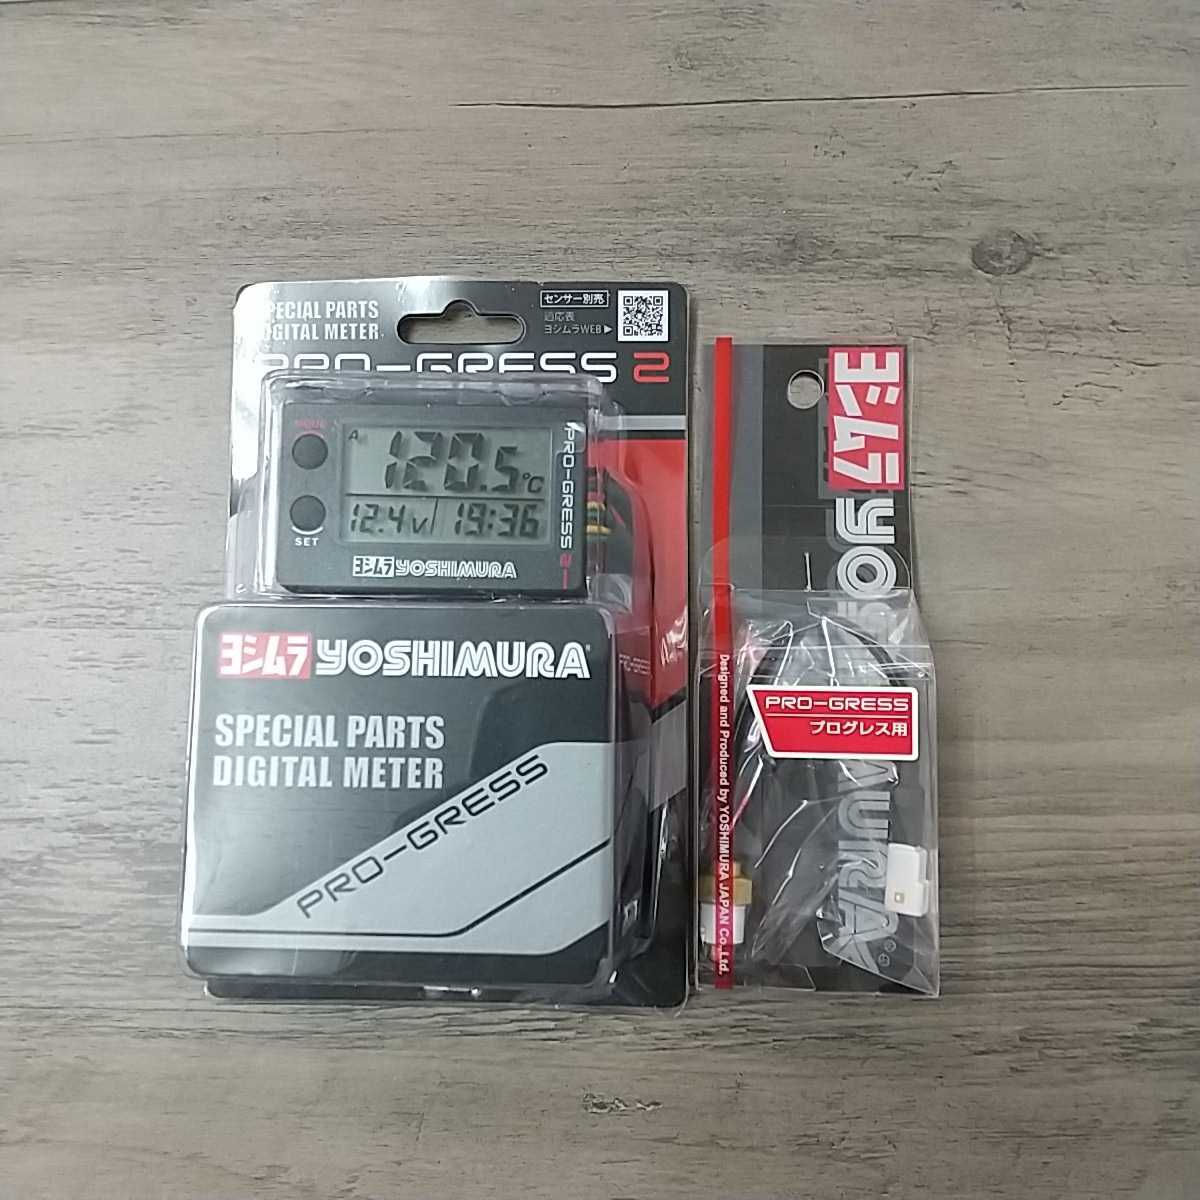 SPECIAL PARTS
DIGITAL METER
センサー別売
適応表
ヨシムラWEB▶
PRO-GRESS 2
MODE
SET
120.5℃
12.4V
19:36
PRO-GRESS 2
ヨシムラ YOSHIMURA
ヨシムラ YOSHIMURA
SPECIAL PARTS
DIGITAL METER
PRO-GRESS
ヨシムラ
YOSHIMURA
PRO-GRESS
プログレス用
Designed and Produced by YOSHIMURA JAPAN Co.,Ltd.